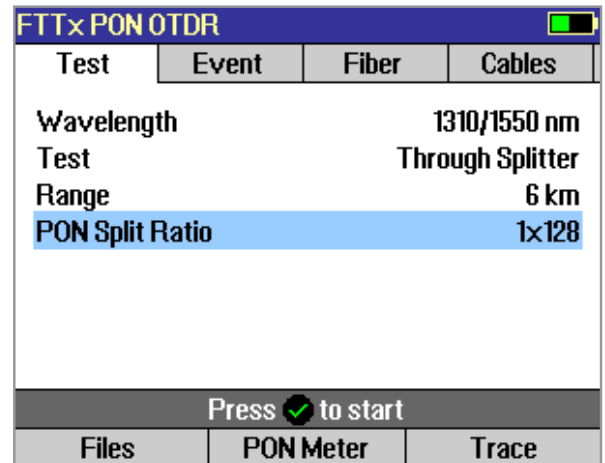 FTTx PON OTDR
Test Event Fiber Cables
Wavelength 1310/1550 nm
Test Through Splitter
Range 6 km
PON Split Ratio 1x128
Press to start
Files PON Meter Trace